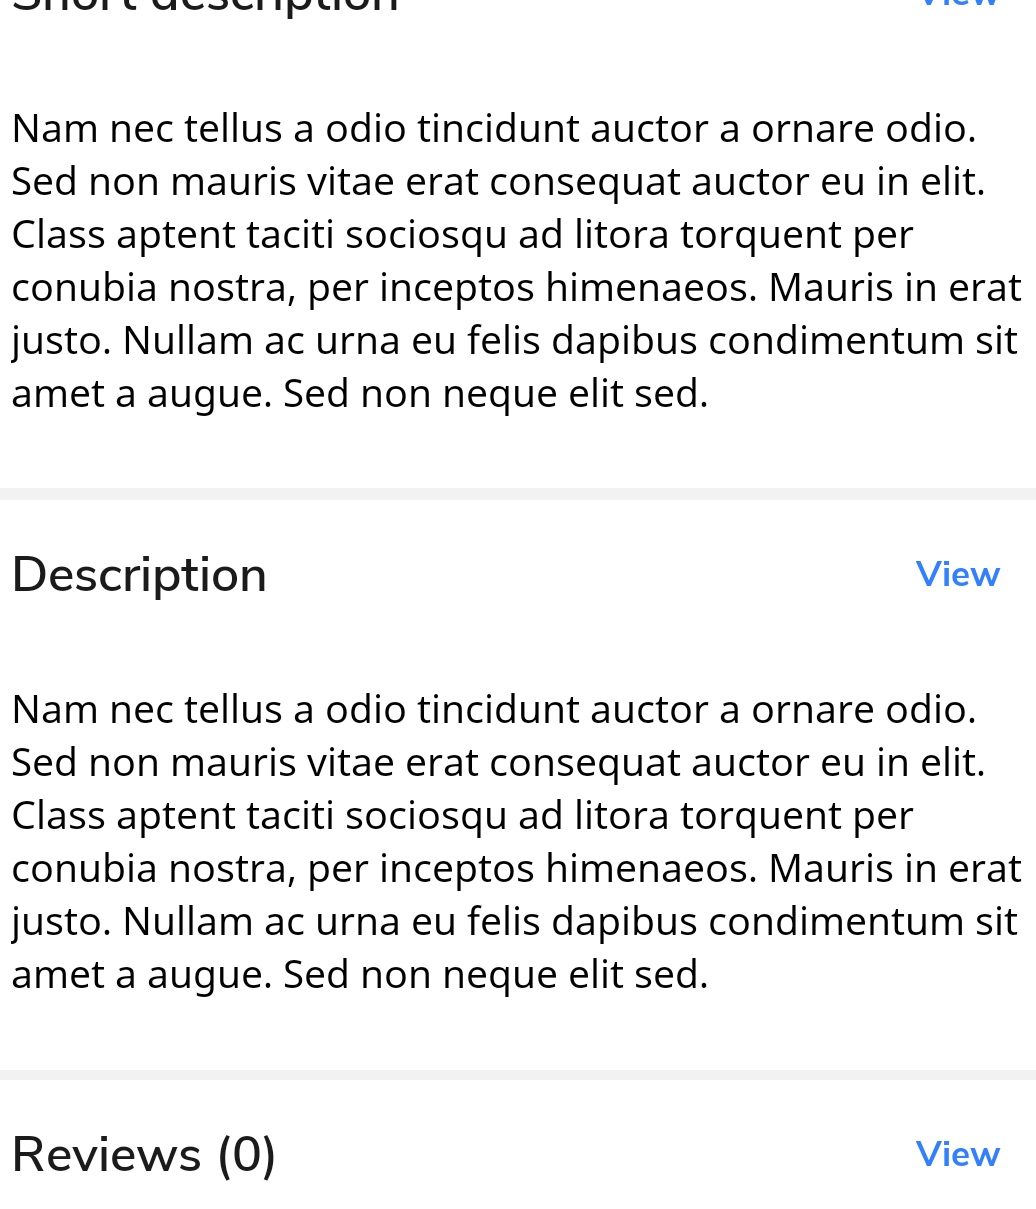 Short description
View
Nam nec tellus a odio tincidunt auctor a ornare odio.
Sed non mauris vitae erat consequat auctor eu in elit.
Class aptent taciti sociosqu ad litora torquent per
conubia nostra, per inceptos himenaeos. Mauris in erat
justo. Nullam ac urna eu felis dapibus condimentum sit
amet a augue. Sed non neque elit sed.
Description
View
Nam nec tellus a odio tincidunt auctor a ornare odio.
Sed non mauris vitae erat consequat auctor eu in elit.
Class aptent taciti sociosqu ad litora torquent per
conubia nostra, per inceptos himenaeos. Mauris in erat
justo. Nullam ac urna eu felis dapibus condimentum sit
amet a augue. Sed non neque elit sed.
Reviews (0)
View